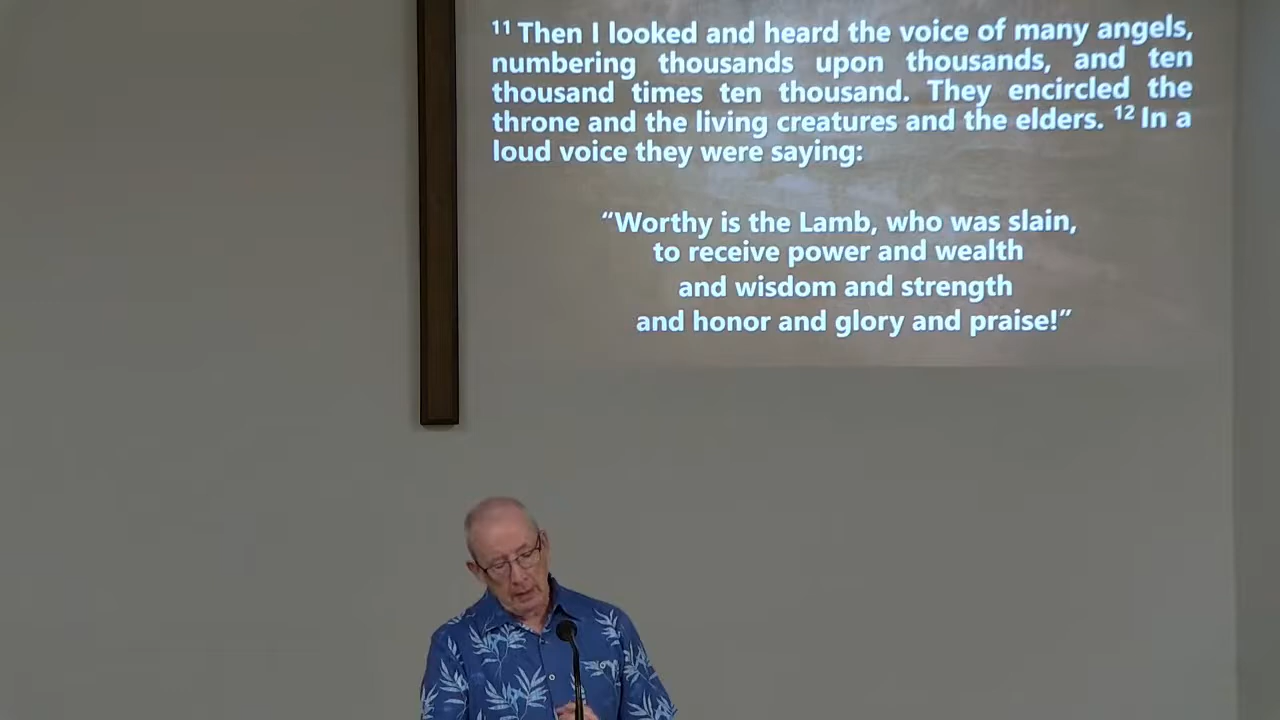 11 Then I looked and heard the voice of many angels,
numbering thousands upon thousands, and ten
thousand times ten thousand. They encircled the
throne and the living creatures and the elders. 12 In a
loud voice they were saying:
“Worthy is the Lamb, who was slain,
to receive power and wealth
and wisdom and strength
and honor and glory and praise!”